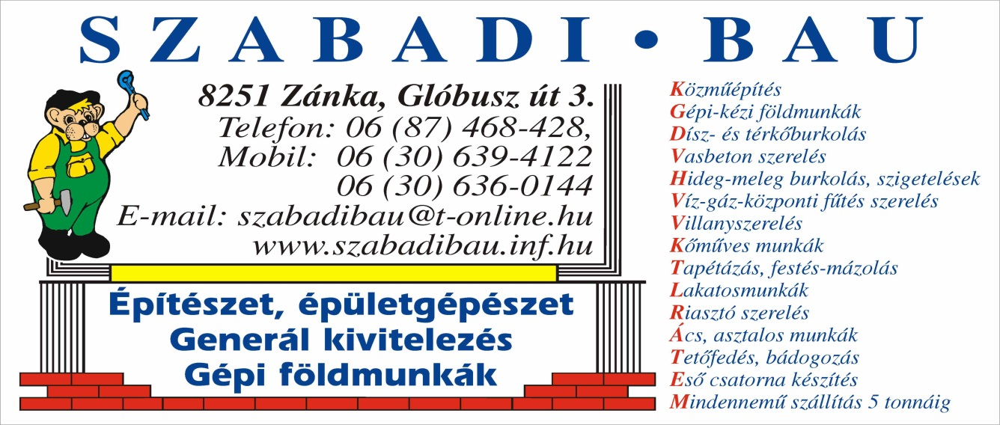 SZABADI • BAU
8251 Zánka, Glóbusz út 3.
Telefon: 06 (87) 468-428,
Mobil: 06 (30) 639-4122
06 (30) 636-0144
E-mail: szabadibau@t-online.hu
www.szabadibau.inf.hu
Építészet, épületgépészet
Generál kivitelezés
Gépi földmunkák
Közműépítés
Gépi-kézi földmunkák
Dísz- és térkőburkolás
Vasbeton szerelés
Hideg-meleg burkolás, szigetelések
Víz-gáz-központi fűtés szerelés
Villanyszerelés
Kőműves munkák
Tapétázás, festés-mázolás
Lakatosmunkák
Riasztó szerelés
Ács, asztalos munkák
Tetőfedés, bádogozás
Eső csatorna készítés
Mindennemű szállítás 5 tonnáig